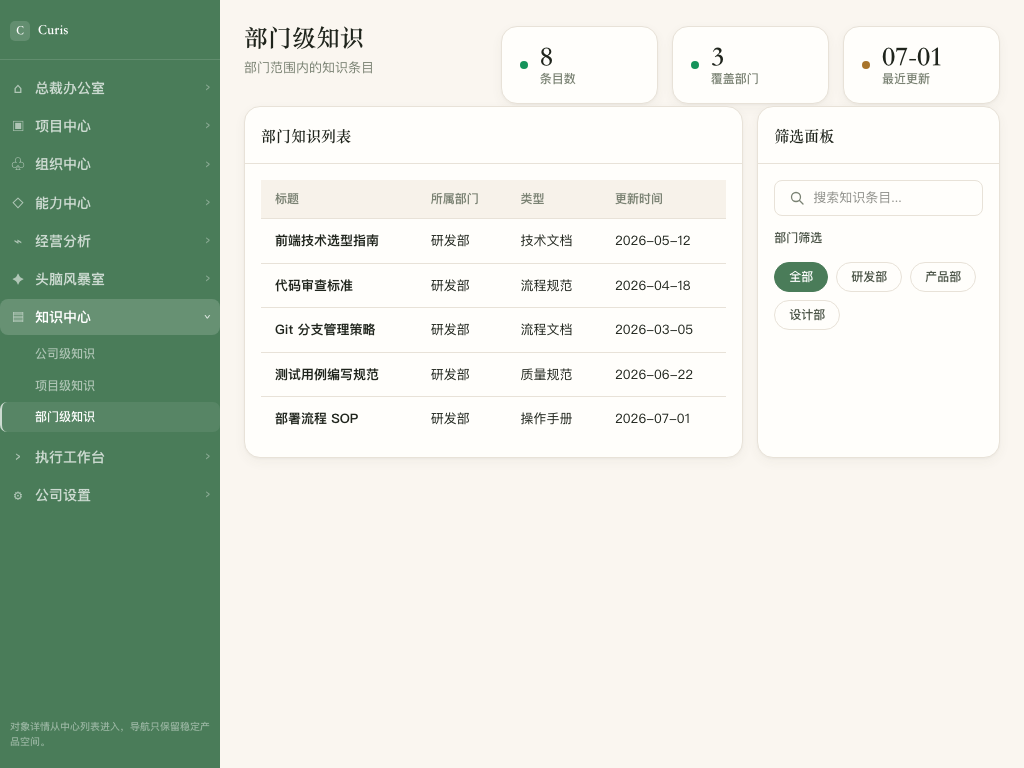 C Curis
总裁办公室
项目中心
组织中心
能力中心
经营分析
头脑风暴室
知识中心
公司级知识
项目级知识
部门级知识
执行工作台
公司设置
对象详情从中心列表进入，导航只保留稳定产
品空间。
部门级知识
部门范围内的知识条目
8
条目数
3
覆盖部门
07-01
最近更新
部门知识列表
标题 所属部门 类型 更新时间
前端技术选型指南 研发部 技术文档 2026-05-12
代码审查标准 研发部 流程规范 2026-04-18
Git 分支管理策略 研发部 流程文档 2026-03-05
测试用例编写规范 研发部 质量规范 2026-06-22
部署流程 SOP 研发部 操作手册 2026-07-01
筛选面板
搜索知识条目...
部门筛选
全部 研发部 产品部
设计部